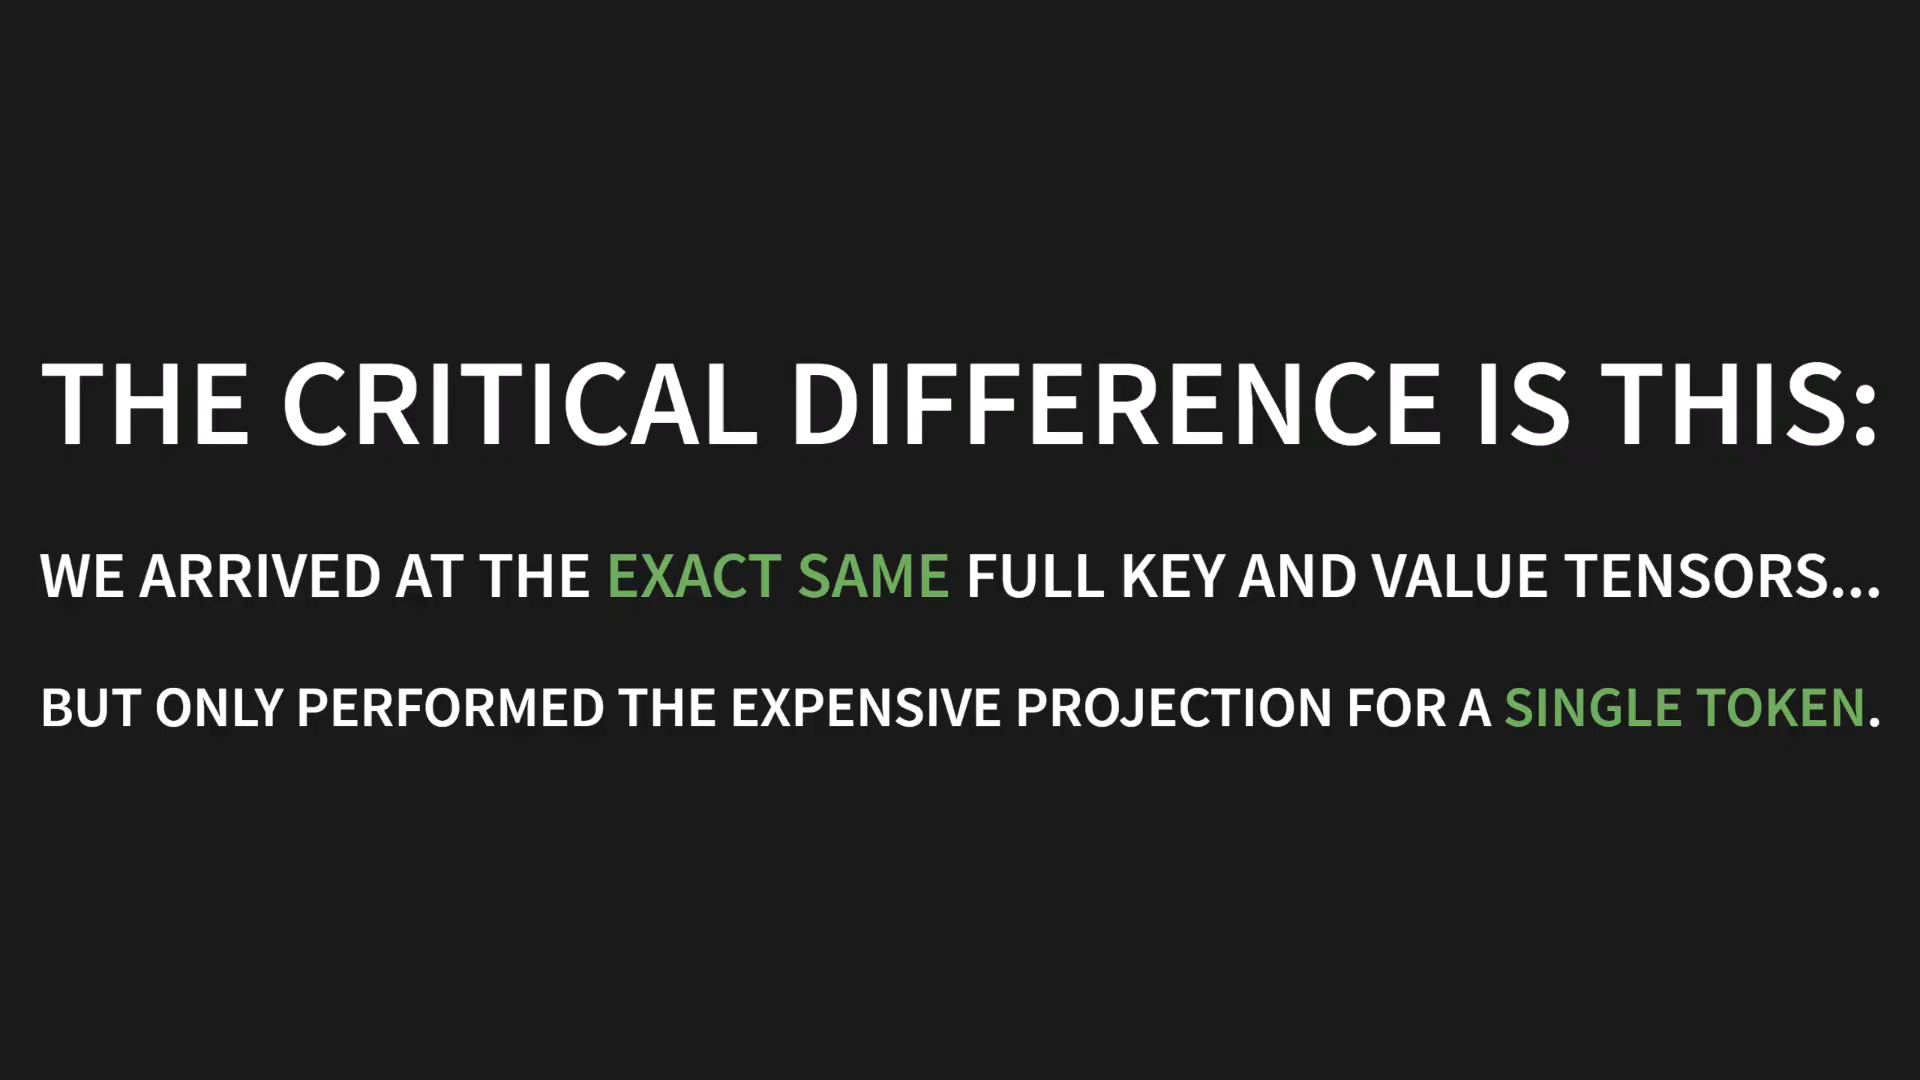 THE CRITICAL DIFFERENCE IS THIS:
WE ARRIVED AT THE EXACT SAME FULL KEY AND VALUE TENSORS...
BUT ONLY PERFORMED THE EXPENSIVE PROJECTION FOR A SINGLE TOKEN.